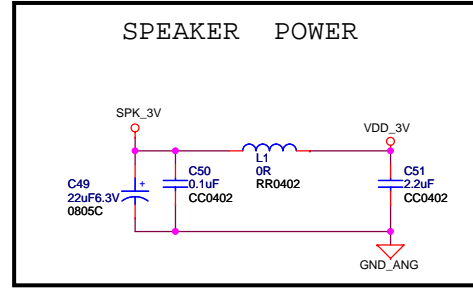 SPEAKER POWER
SPK_3V
VDD_3V
L1
0R
RR0402
C49
22uF6.3V
0805C
+
C50
0.1uF
CC0402
C51
2.2uF
CC0402
GND_ANG